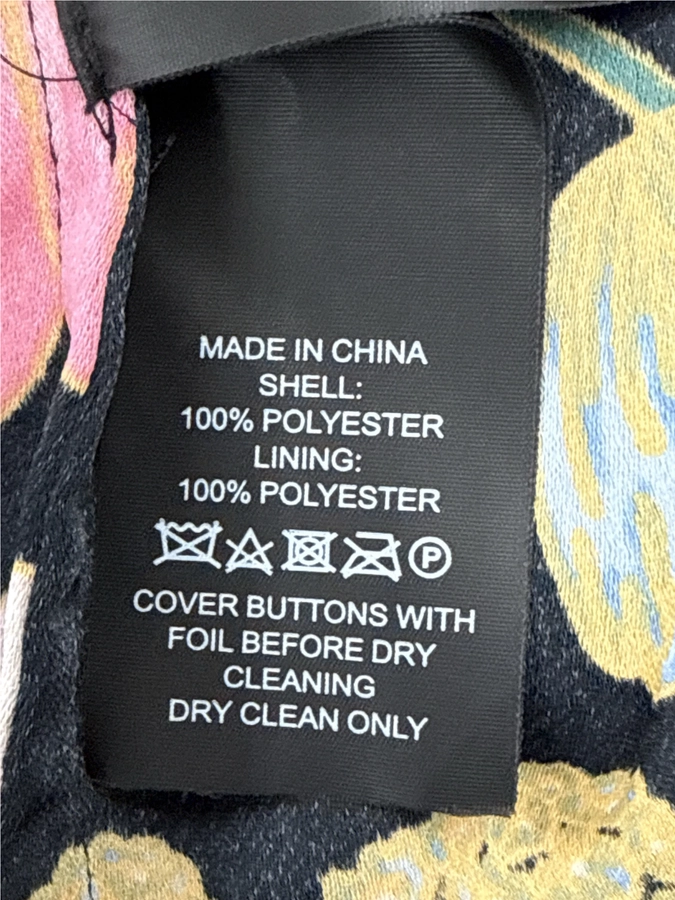 MADE IN CHINA
SHELL:
100% POLYESTER
LINING:
100% POLYESTER
P
COVER BUTTONS WITH
FOIL BEFORE DRY
CLEANING
DRY CLEAN ONLY